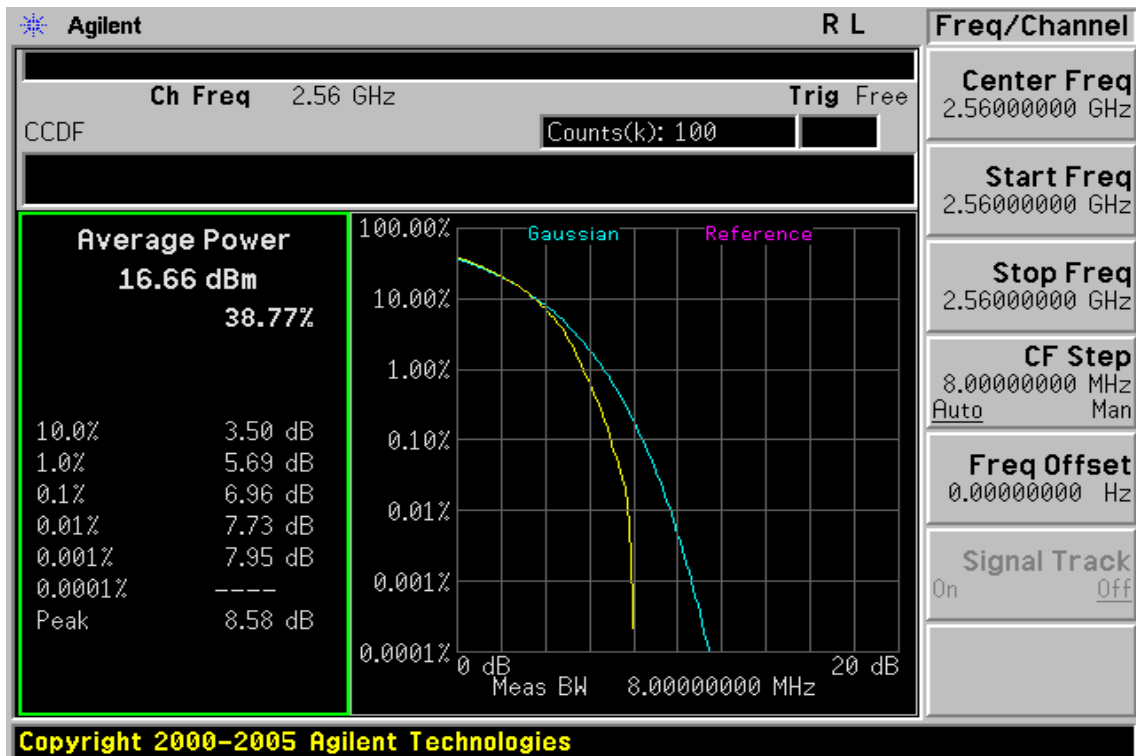 Agilent R L
Ch Freq 2.56 GHz Trig Free
CCDF Counts(k): 100
Average Power
16.66 dBm
38.77%
10.0% 3.50 dB
1.0% 5.69 dB
0.1% 6.96 dB
0.01% 7.73 dB
0.001% 7.95 dB
0.0001% ----
Peak 8.58 dB
Gaussian Reference
100.00%
10.00%
1.00%
0.10%
0.01%
0.001%
0.0001%
0 dB 20 dB
Meas BW 8.00000000 MHz
Freq/Channel
Center Freq
2.56000000 GHz
Start Freq
2.56000000 GHz
Stop Freq
2.56000000 GHz
CF Step
8.00000000 MHz
Auto Man
Freq Offset
0.00000000 Hz
Signal Track
On Off
Copyright 2000-2005 Agilent Technologies